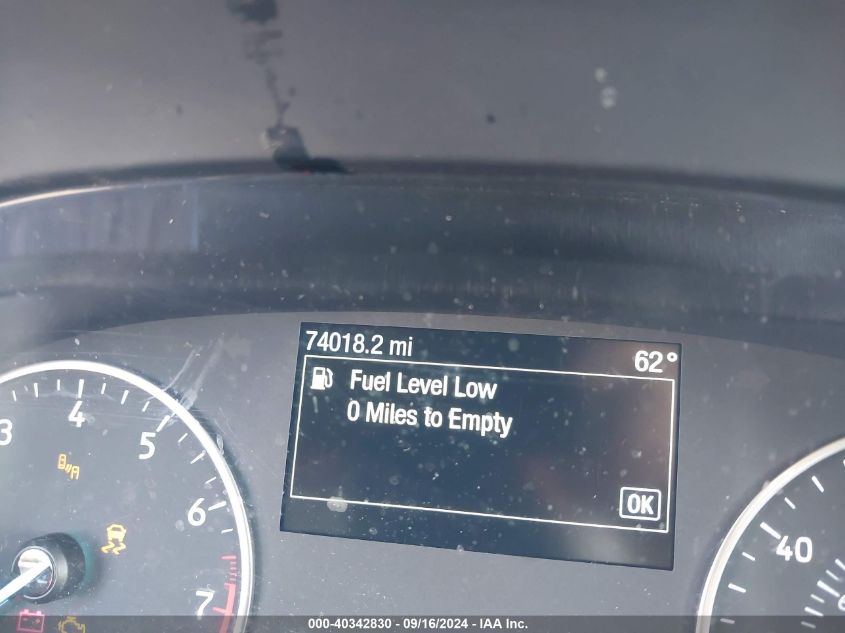 74018.2 mi
62°
Fuel Level Low
0 Miles to Empty
OK
3
4
5
6
7
40
000-40342830 - 09/16/2024 - IAA Inc.